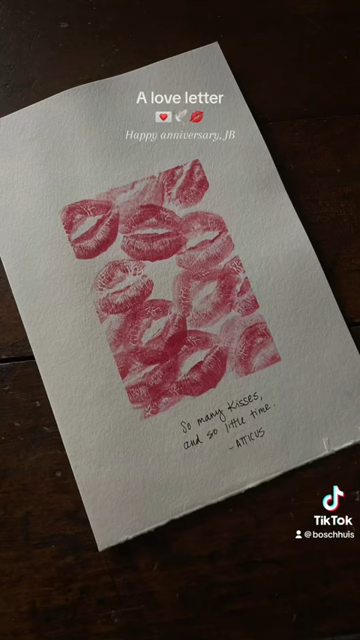 A love letter
💌🕊️💋
Happy anniversary, JB
So many kisses,
and so little time.
- ATTICUS
TikTok
@boschhuis